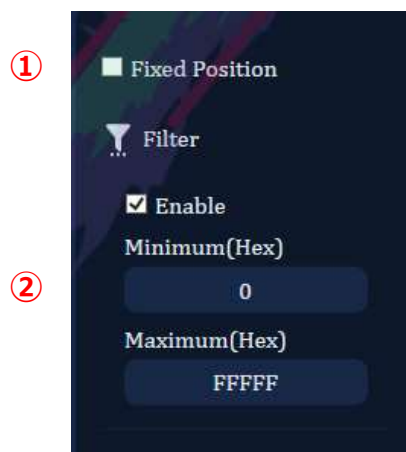 ① Fixed Position
Filter
Enable
Minimum(Hex)
② 0
Maximum(Hex)
FFFFF